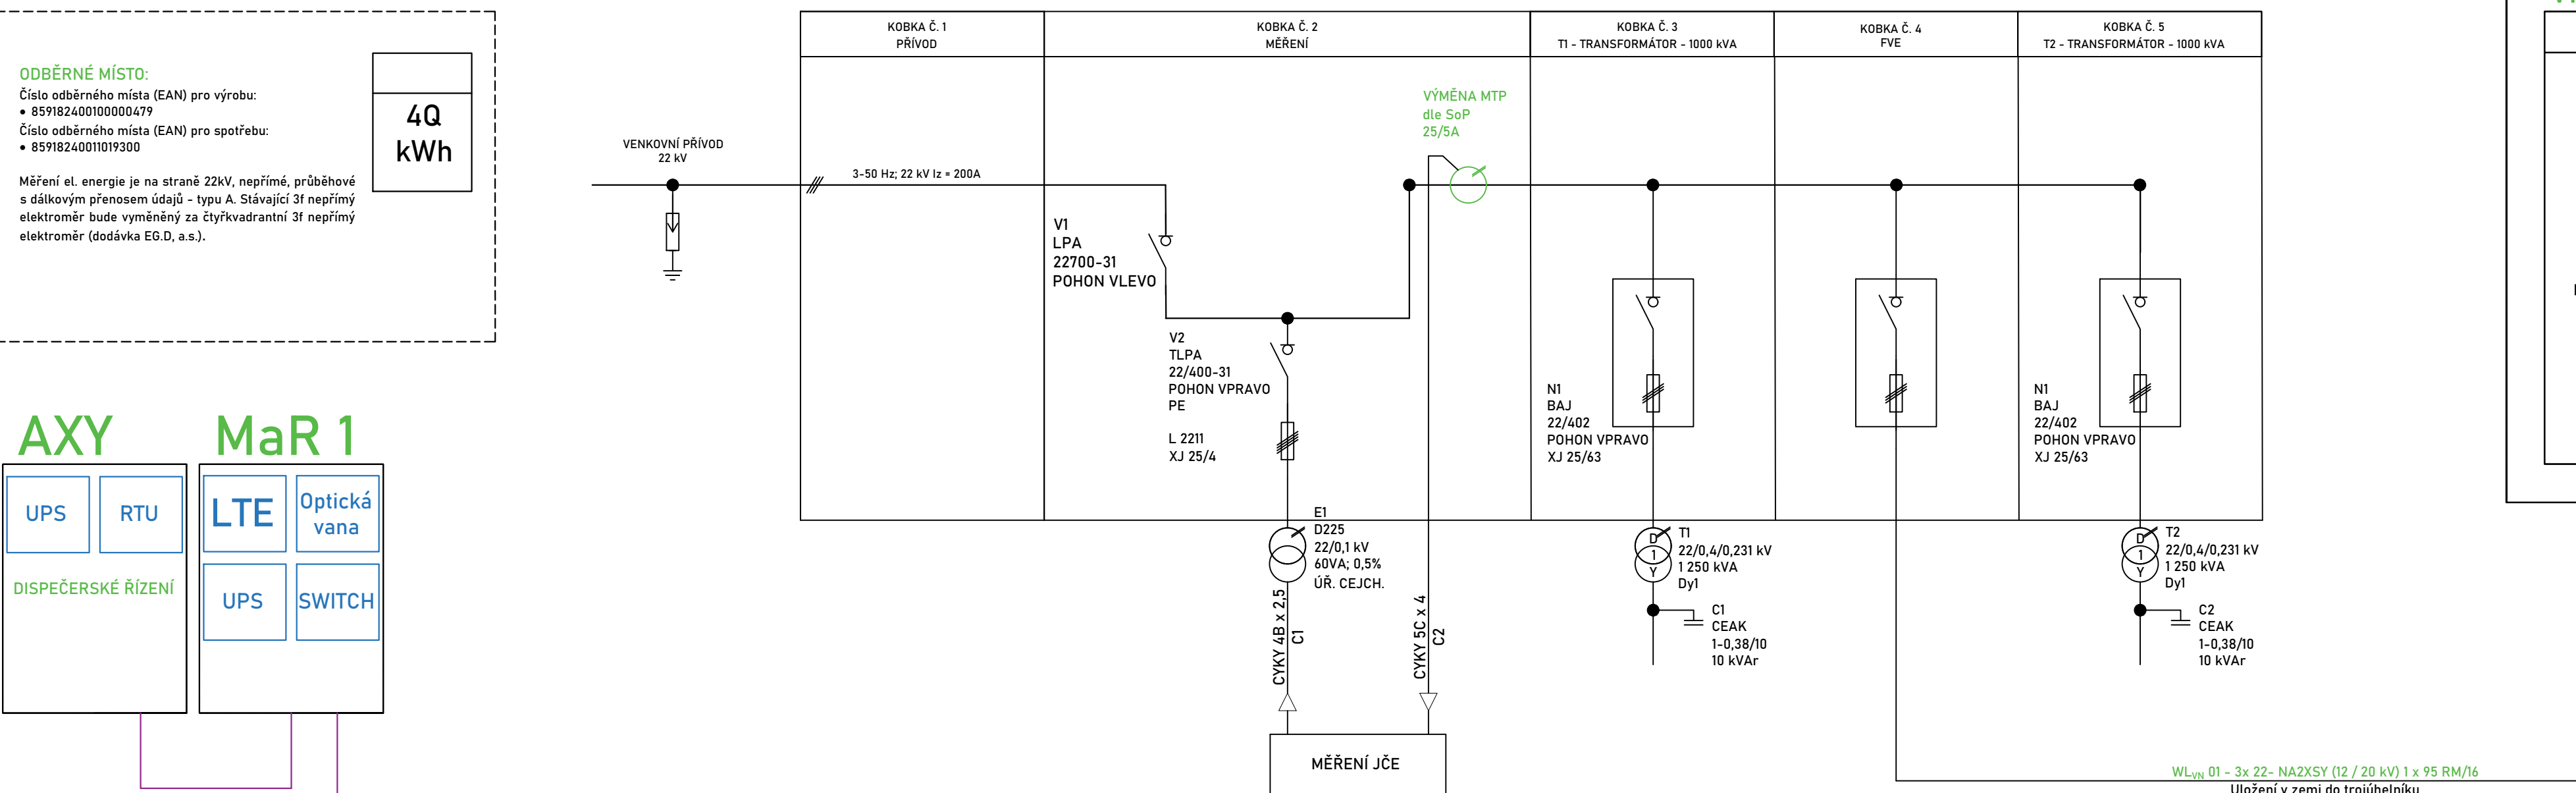 ODBĚRNÉ MÍSTO:
Číslo odběrného místa (EAN) pro výrobu:
• 859182400100000479
Číslo odběrného místa (EAN) pro spotřebu:
• 85918240011019300
Měření el. energie je na straně 22kV, nepřímé, průběhové
s dálkovým přenosem údajů - typu A. Stávající 3f nepřímý
elektroměr bude vyměněný za čtyřkvadrantní 3f nepřímý
elektroměr (dodávka EG.D, a.s.).
4Q
kWh
AXY
UPS
RTU
DISPEČERSKÉ ŘÍZENÍ
MaR 1
LTE
Optická
vana
UPS
SWITCH
VENKOVNÍ PŘÍVOD
22 kV
KOBKA Č. 1
PŘÍVOD
3-50 Hz; 22 kV Iz = 200A
KOBKA Č. 2
MĚŘENÍ
V1
LPA
22700-31
POHON VLEVO
V2
TLPA
22/400-31
POHON VPRAVO
PE
L 2211
XJ 25/4
VÝMĚNA MTP
dle SoP
25/5A
E1
D225
22/0,1 kV
60VA; 0,5%
ÚŘ. CEJCH.
CYKY 4B x 2,5
C1
CYKY 5C x 4
C2
MĚŘENÍ JČE
KOBKA Č. 3
T1 - TRANSFORMÁTOR - 1000 kVA
N1
BAJ
22/402
POHON VPRAVO
XJ 25/63
D
1
Y
T1
22/0,4/0,231 kV
1 250 kVA
Dy1
C1
CEAK
1-0,38/10
10 kVAr
KOBKA Č. 4
FVE
KOBKA Č. 5
T2 - TRANSFORMÁTOR - 1000 kVA
N1
BAJ
22/402
POHON VPRAVO
XJ 25/63
D
1
Y
T2
22/0,4/0,231 kV
1 250 kVA
Dy1
C2
CEAK
1-0,38/10
10 kVAr
WLVN 01 - 3x 22- NA2XSY (12 / 20 kV) 1 x 95 RM/16
Uložení v zemi do trojúhelníku